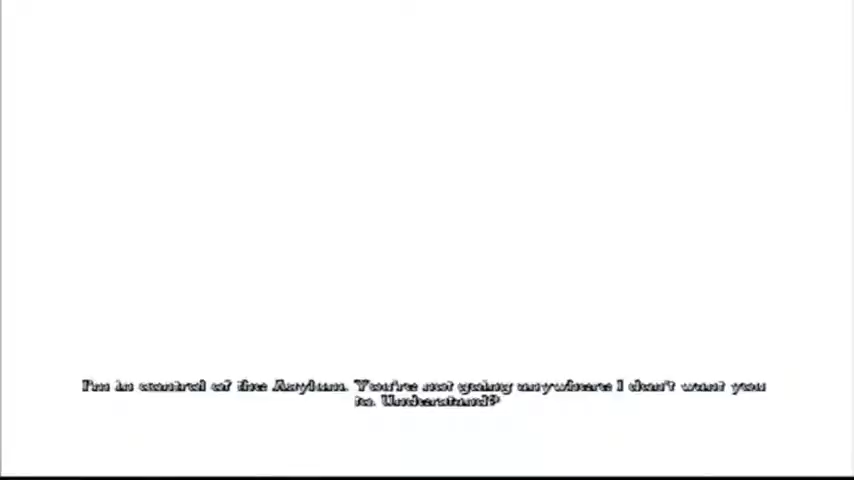 I'm in control of the Asylum. You're not going anywhere I don't want you
to. Understand?